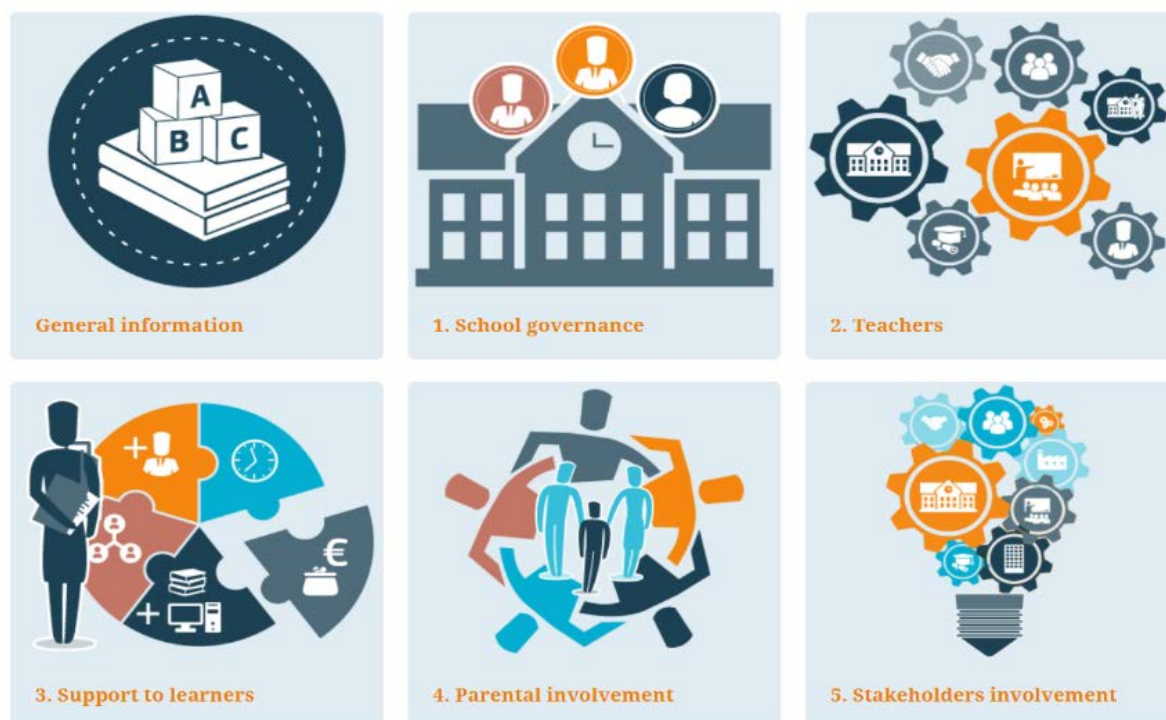 A
B C
General information
1. School governance
2. Teachers
€
3. Support to learners
4. Parental involvement
5. Stakeholders involvement